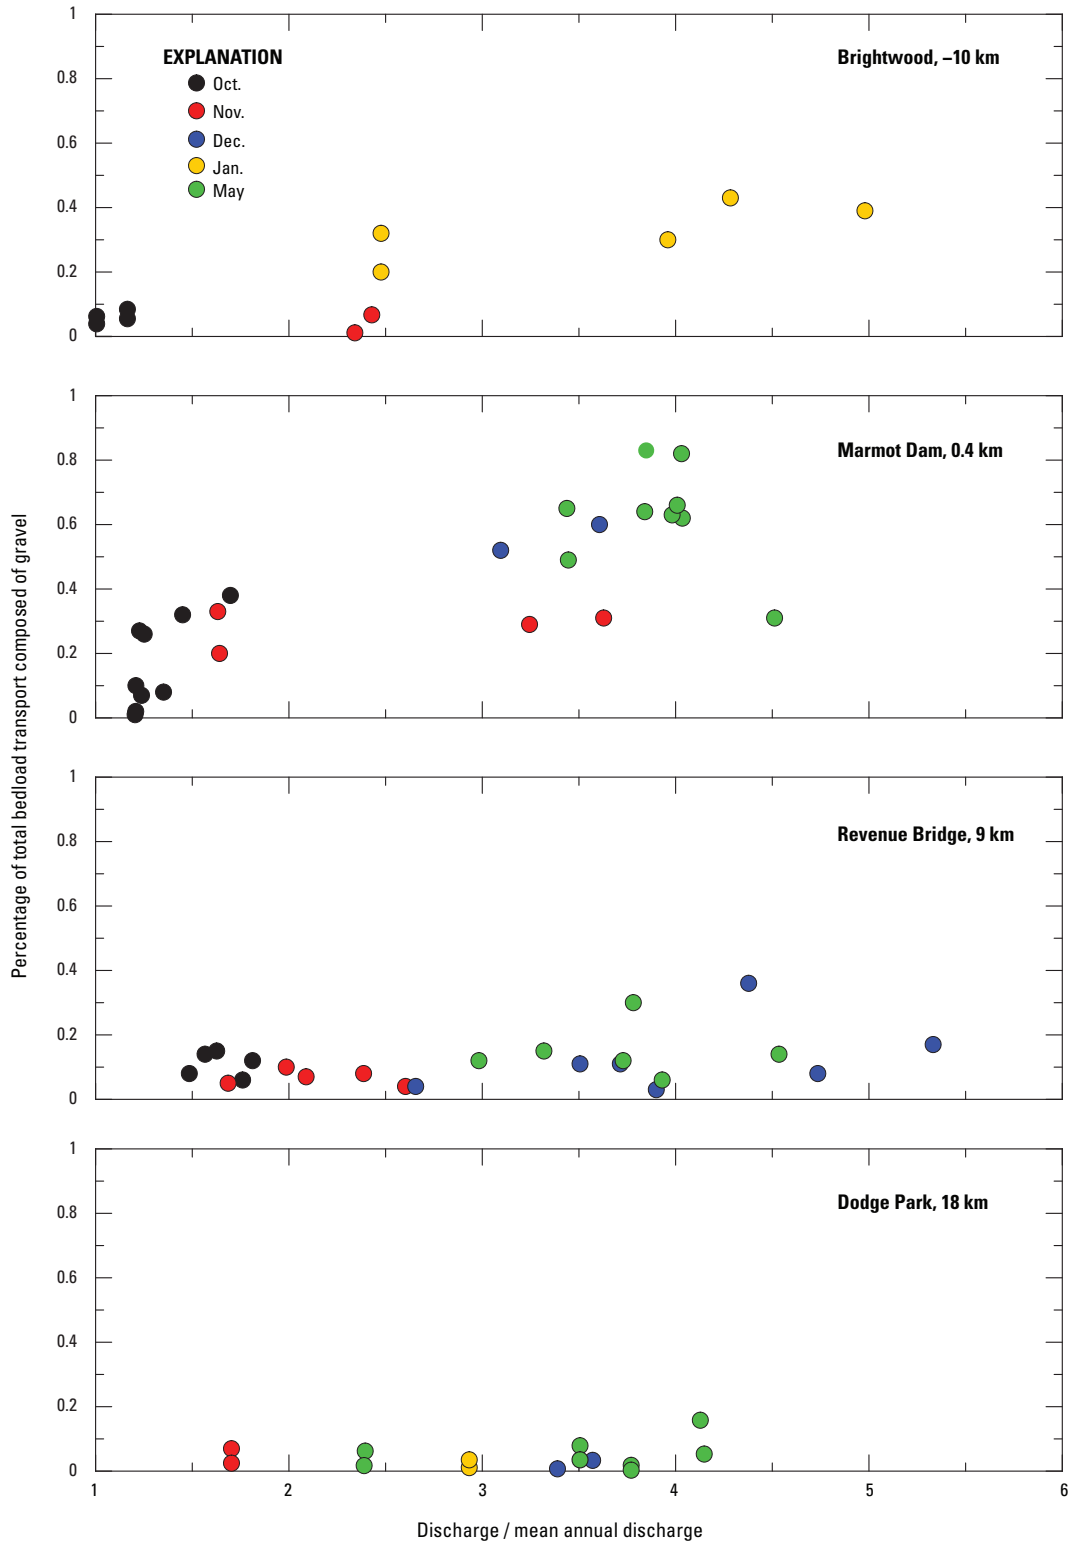 1
EXPLANATION
Brightwood, –10 km
0.8
Oct.
Nov.
0.6
Dec.
Jan.
May
0.4
0.2
0
1
0.8
Marmot Dam, 0.4 km
0.6
0.4
0.2
0
Percentage of total bedload transport composed of gravel
1
Revenue Bridge, 9 km
0.8
0.6
0.4
0.2
0
1
Dodge Park, 18 km
0.8
0.6
0.4
0.2
0
1 2 3 4 5 6
Discharge / mean annual discharge